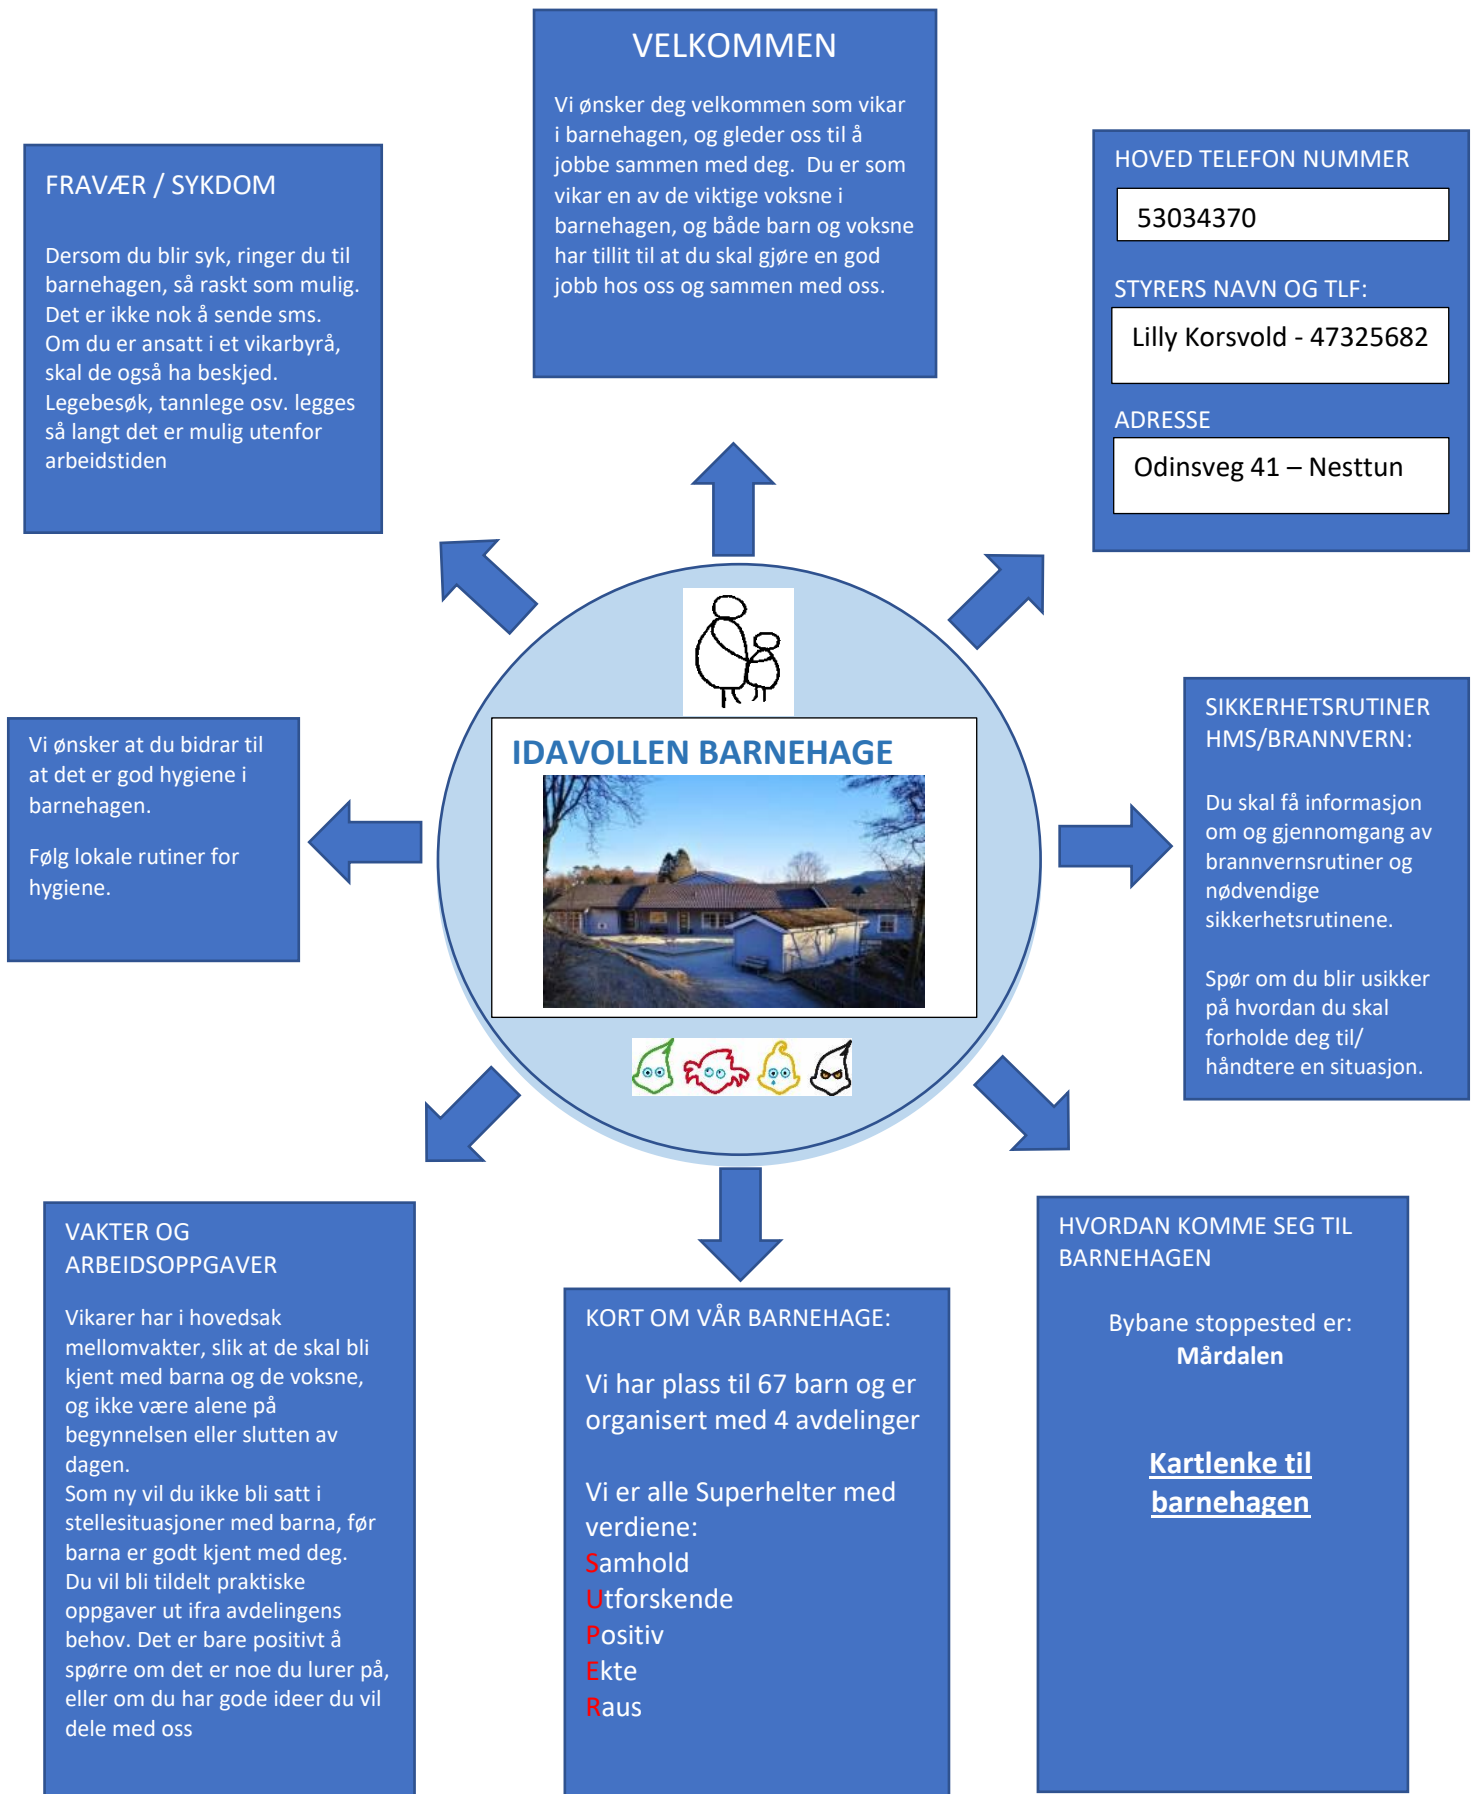 VELKOMMEN
Vi ønsker deg velkommen som vikar
i barnehagen, og gleder oss til å
jobbe sammen med deg.  Du er som
vikar en av de viktige voksne i
barnehagen, og både barn og voksne
har tillit til at du skal gjøre en god
jobb hos oss og sammen med oss.
FRAVÆR / SYKDOM
Dersom du blir syk, ringer du til
barnehagen, så raskt som mulig.
Det er ikke nok å sende sms.
Om du er ansatt i et vikarbyrå,
skal de også ha beskjed.
Legebesøk, tannlege osv. legges
så langt det er mulig utenfor
arbeidstiden
HOVED TELEFON NUMMER
53034370
STYRERS NAVN OG TLF:
Lilly Korsvold - 47325682
ADRESSE
Odinsveg 41 – Nesttun
Vi ønsker at du bidrar til
at det er god hygiene i
barnehagen.
Følg lokale rutiner for
hygiene.
IDAVOLLEN BARNEHAGE
SIKKERHETSRUTINER
HMS/BRANNVERN:
Du skal få informasjon
om og gjennomgang av
brannvernsrutiner og
nødvendige
sikkerhetsrutinene.
Spør om du blir usikker
på hvordan du skal
forholde deg til/
håndtere en situasjon.
VAKTER OG
ARBEIDSOPPGAVER
Vikarer har i hovedsak
mellomvakter, slik at de skal bli
kjent med barna og de voksne,
og ikke være alene på
begynnelsen eller slutten av
dagen.
Som ny vil du ikke bli satt i
stellesituasjoner med barna, før
barna er godt kjent med deg.
Du vil bli tildelt praktiske
oppgaver ut ifra avdelingens
behov. Det er bare positivt å
spørre om det er noe du lurer på,
eller om du har gode ideer du vil
dele med oss
KORT OM VÅR BARNEHAGE:
Vi har plass til 67 barn og er
organisert med 4 avdelinger
Vi er alle Superhelter med
verdiene:
Samhold
Utforskende
Positiv
Ekte
Raus
HVORDAN KOMME SEG TIL
BARNEHAGEN
Bybane stoppested er:
Mårdalen
Kartlenke til
barnehagen